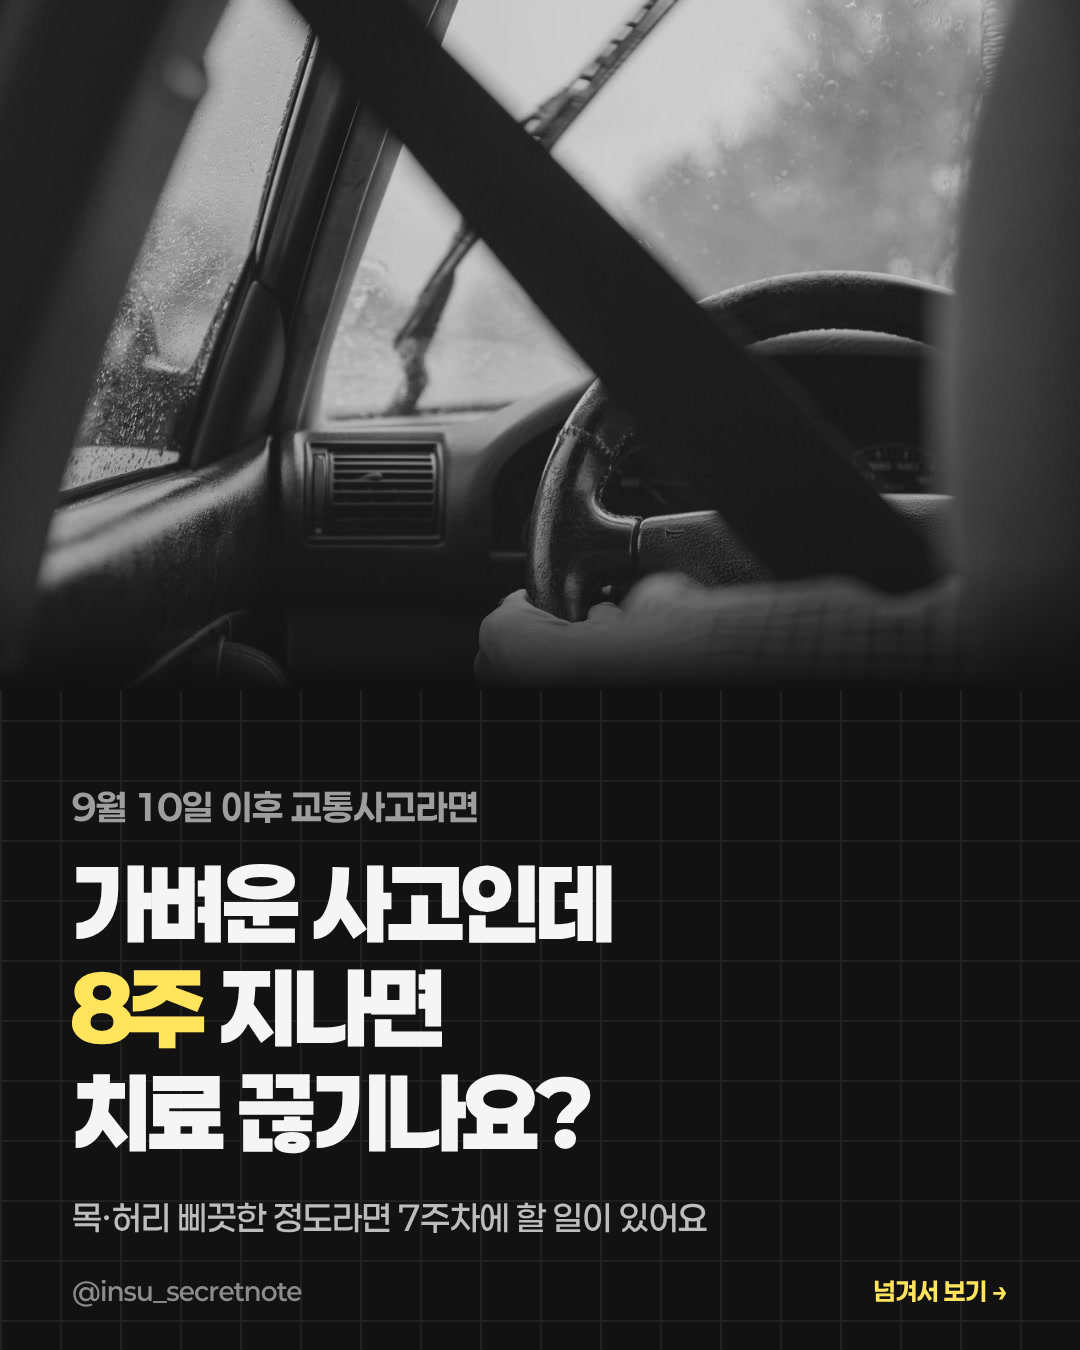 9월 10일 이후 교통사고라면
가벼운 사고인데
8주 지나면
치료 끊기나요?
목·허리 삐끗한 정도라면 7주차에 할 일이 있어요
@insu_secretnote
넘겨서 보기 →